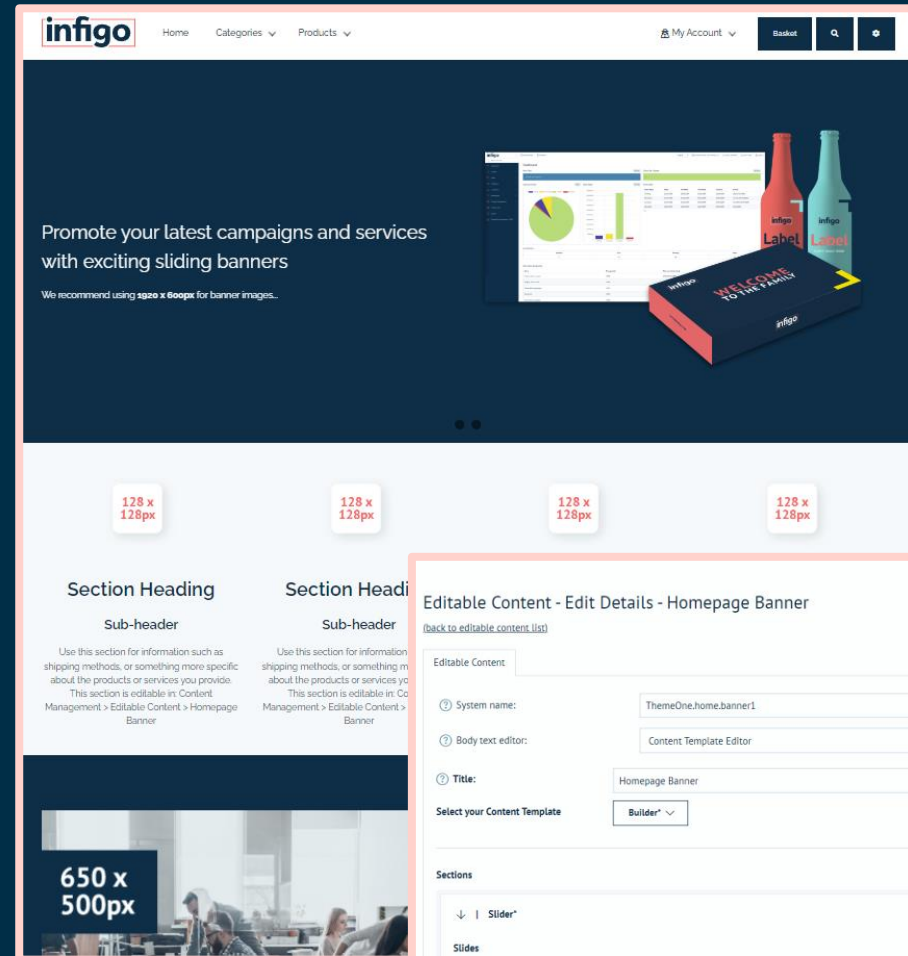 infigo
Home Categories Products My Account Basket
Promote your latest campaigns and services
with exciting sliding banners
We recommend using 1920 x 600px for banner images...
infigo
Label
infigo
Label
infigo
WELCOME
TO THE FAMILY
infigo
128 x
128px
128 x
128px
128 x
128px
128 x
128px
Section Heading
Sub-header
Use this section for information such as
shipping methods, or something more specific
about the products or services you provide.
This section is editable in: Content
Management > Editable Content > Homepage
Banner
Section Headi
Sub-header
Use this section for information
shipping methods, or something m
about the products or services yo
This section is editable in: Co
Management > Editable Content >
Banner
650 x
500px
Editable Content - Edit Details - Homepage Banner
(back to editable content list)
Editable Content
System name: ThemeOne.home.banner1
Body text editor: Content Template Editor
Title: Homepage Banner
Select your Content Template Builder*
Sections
Slider*
Slides